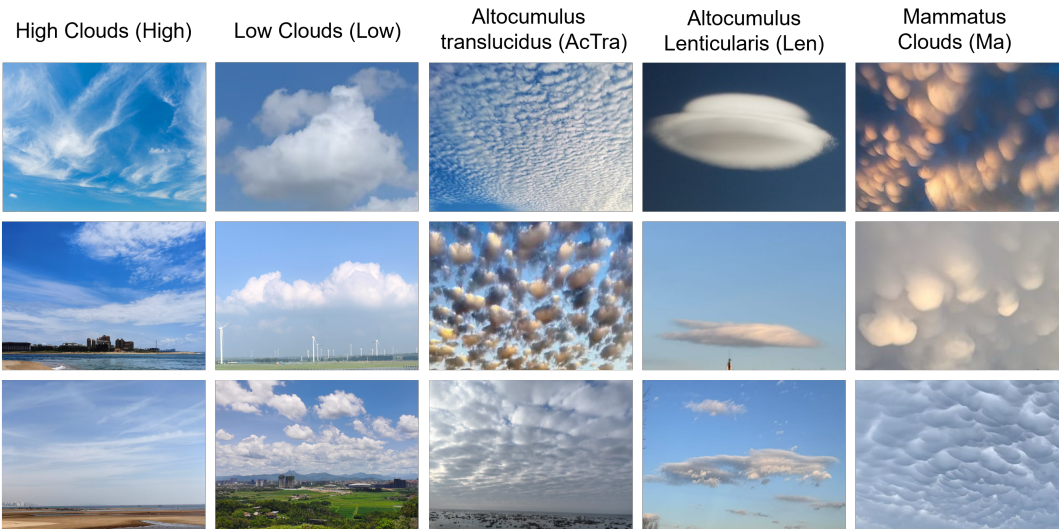 High Clouds (High)
Low Clouds (Low)
Altocumulus
translucidus (AcTra)
Altocumulus
Lenticularis (Len)
Mammatus
Clouds (Ma)